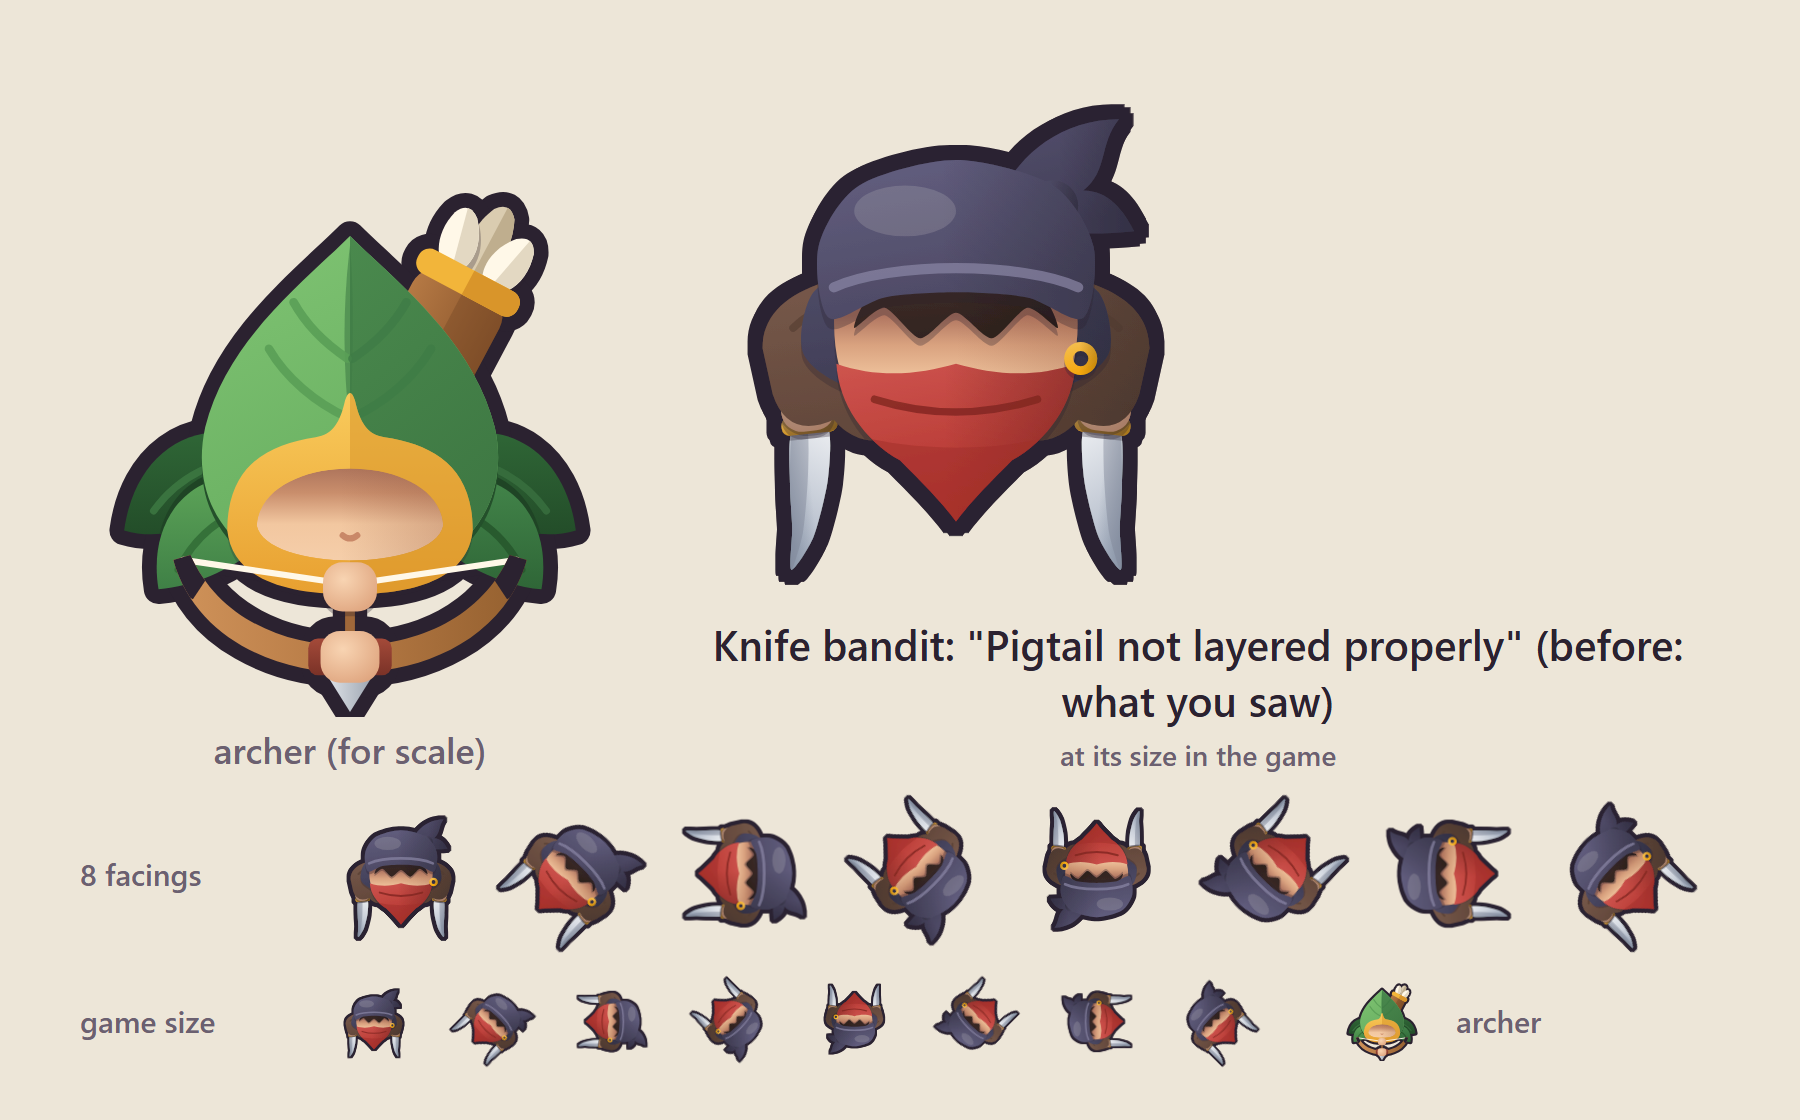 Knife bandit: "Pigtail not layered properly" (before:
what you saw)
archer (for scale)
at its size in the game
8 facings
game size
archer